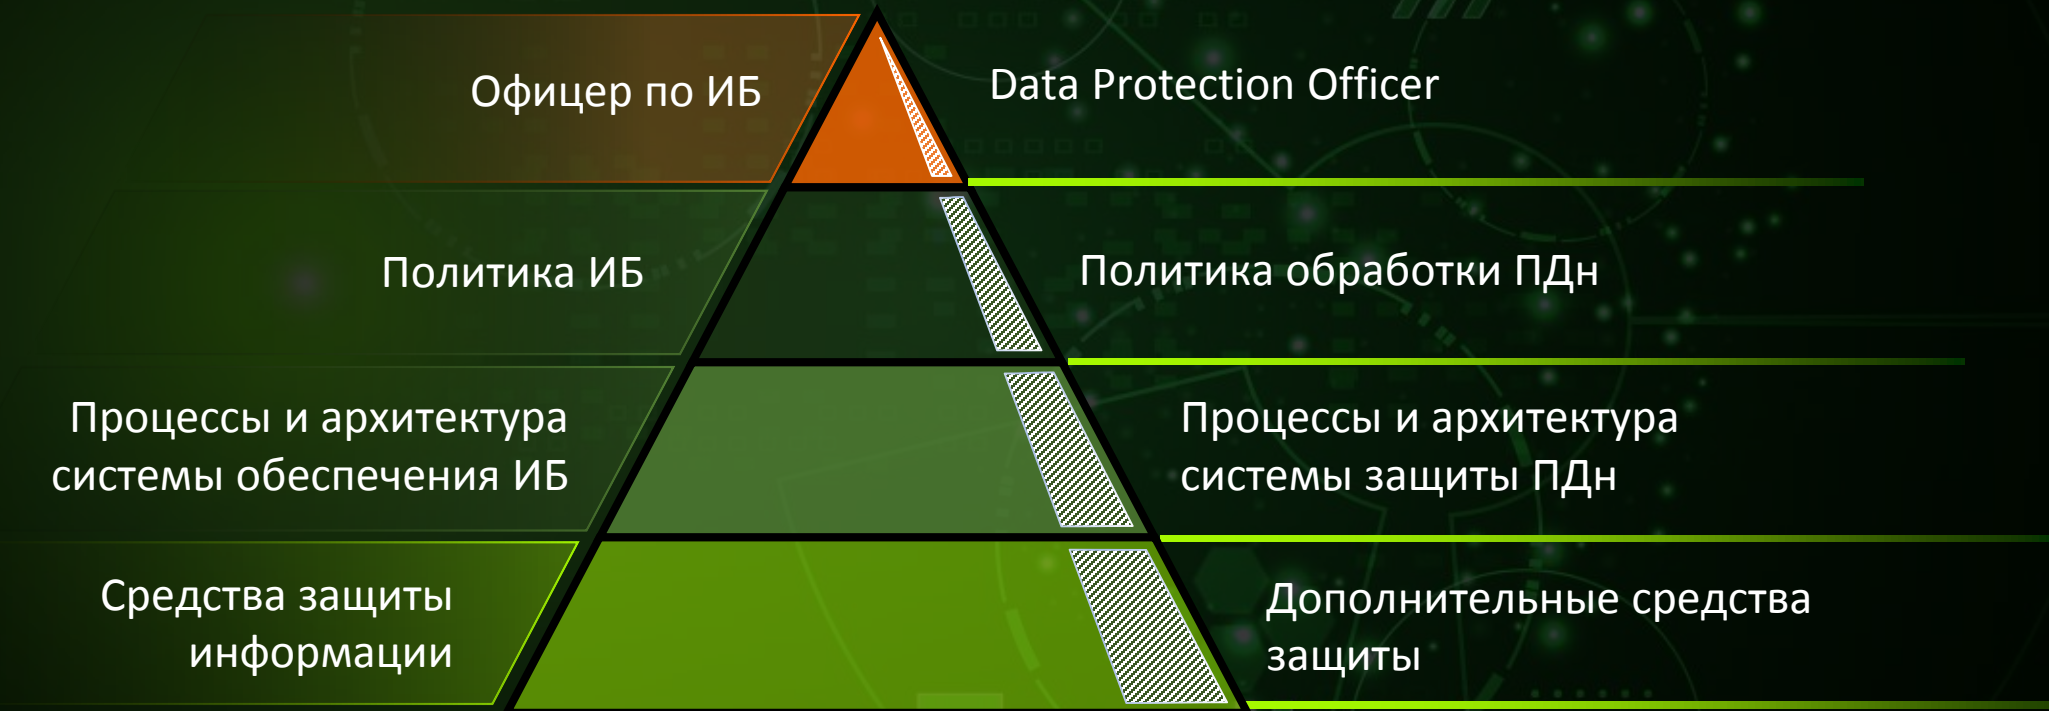 Офицер по ИБ
Data Protection Officer
Политика ИБ
Политика обработки ПДн
Процессы и архитектура
системы обеспечения ИБ
Процессы и архитектура
системы защиты ПДн
Средства защиты
информации
Дополнительные средства
защиты